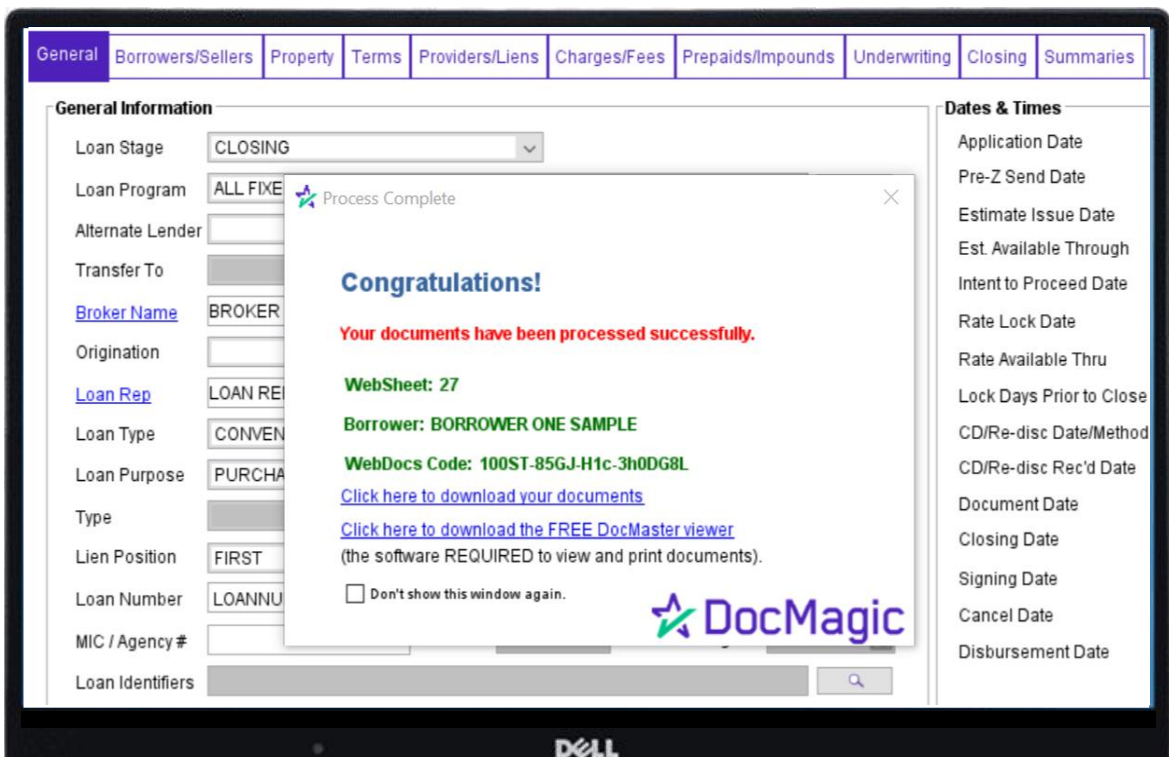 General Borrowers/Sellers Property Terms Providers/Liens Charges/Fees Prepaids/Impounds Underwriting Closing Summaries
General Information
Loan Stage CLOSING
Loan Program ALL FIXE
Alternate Lender
Transfer To
Broker Name BROKER
Origination
Loan Rep LOAN RE
Loan Type CONVEN
Loan Purpose PURCHA
Type
Lien Position FIRST
Loan Number LOANNU
MIC / Agency #
Loan Identifiers
Process Complete
Congratulations!
Your documents have been processed successfully.
WebSheet: 27
Borrower: BORROWER ONE SAMPLE
WebDocs Code: 100ST-85GJ-H1c-3h0DG8L
Click here to download your documents
Click here to download the FREE DocMaster viewer
(the software REQUIRED to view and print documents).
Don't show this window again.
DocMagic
Dates & Times
Application Date
Pre-Z Send Date
Estimate Issue Date
Est. Available Through
Intent to Proceed Date
Rate Lock Date
Rate Available Thru
Lock Days Prior to Close
CD/Re-disc Date/Method
CD/Re-disc Rec'd Date
Document Date
Closing Date
Signing Date
Cancel Date
Disbursement Date
DELL